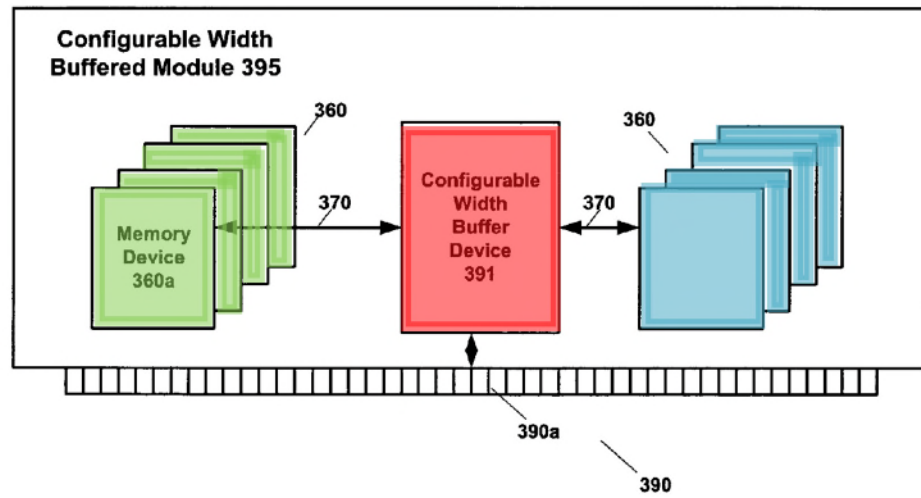 Configurable Width
Buffered Module 395
360
360
370
370
Memory
Device
360a
Configurable
Width
Buffer
Device
391
390a
390